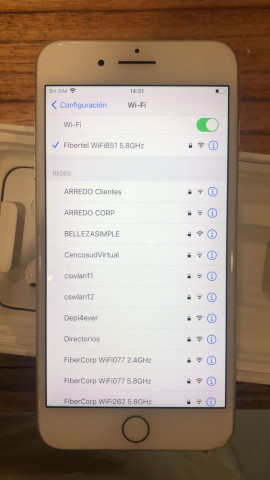 Sin SIM 14:31
Configuración Wi-Fi
Wi-Fi
Fibertel WiFi851 5.8GHz
REDES
ARREDO Clientes
ARREDO CORP
BELLEZASIMPLE
CencosudVirtual
cswlan11
cswlan12
Depi4ever
Directorios
FiberCorp WiFi077 2.4GHz
FiberCorp WiFi077 5.8GHz
FiberCorp WiFi262 5.8GHz